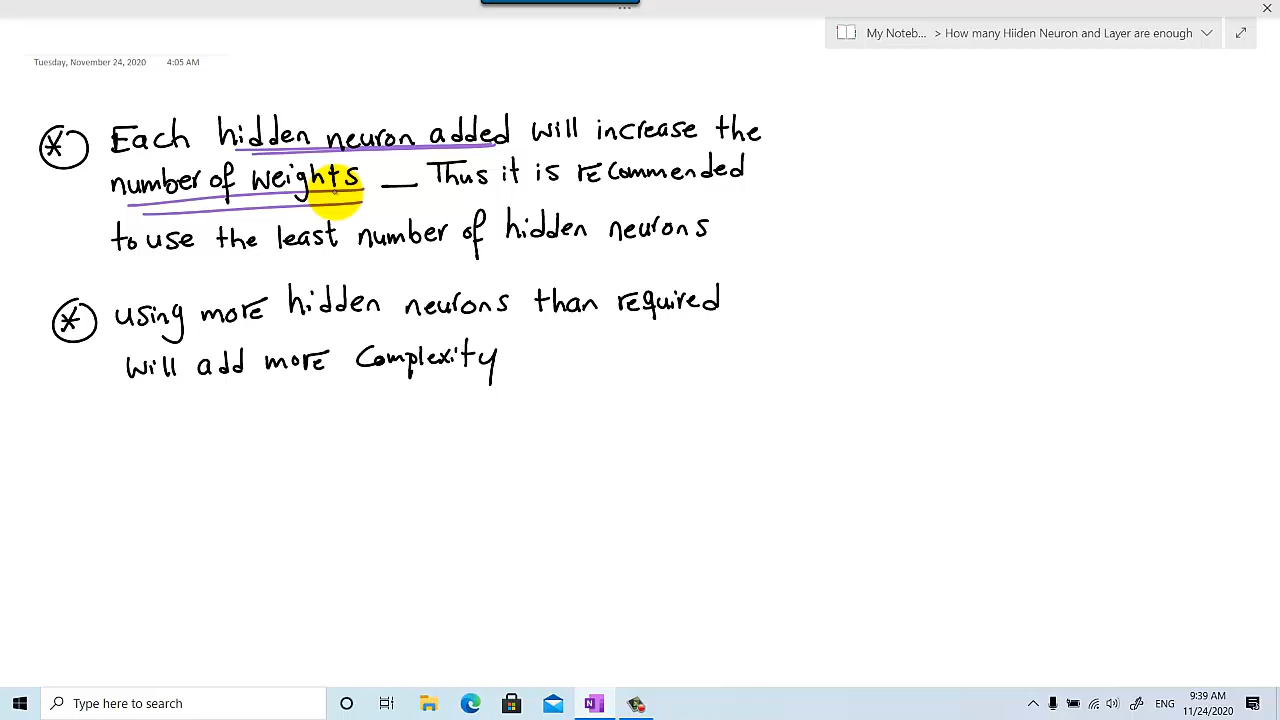 My Noteb... > How many Hiiden Neuron and Layer are enough
Tuesday, November 24, 2020 4:05 AM
Each hidden neuron added will increase the
number of weights — Thus it is recommended
to use the least number of hidden neurons
using more hidden neurons than required
will add more complexity
Type here to search
ENG
9:39 AM
11/24/2020